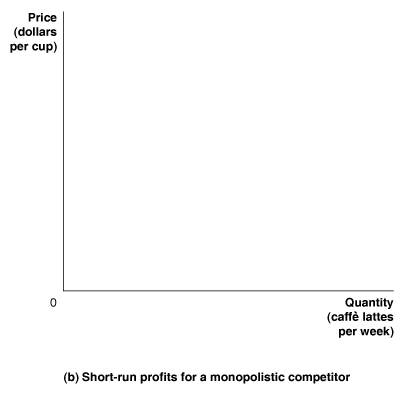 Price
(dollars
per cup)
0
Quantity
(caffè lattes
per week)
(b) Short-run profits for a monopolistic competitor